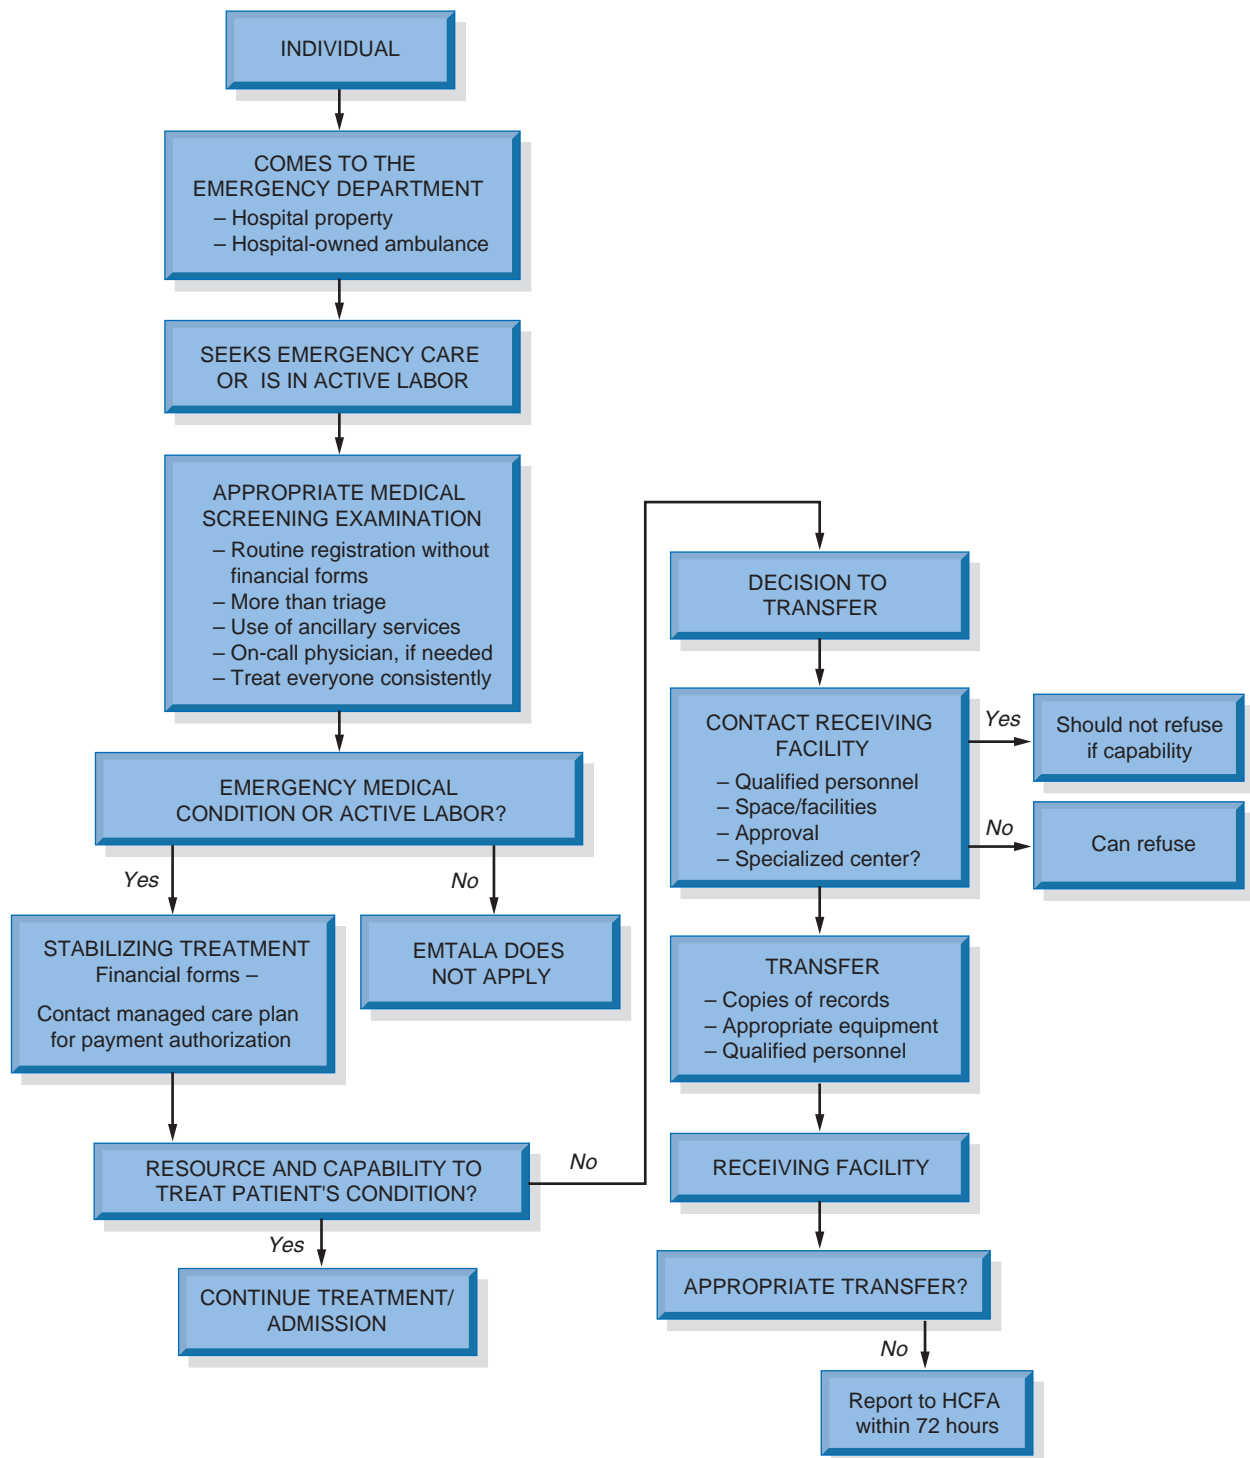 INDIVIDUAL
COMES TO THE
EMERGENCY DEPARTMENT
– Hospital property
– Hospital-owned ambulance
SEEKS EMERGENCY CARE
OR IS IN ACTIVE LABOR
APPROPRIATE MEDICAL
SCREENING EXAMINATION
– Routine registration without
financial forms
– More than triage
– Use of ancillary services
– On-call physician, if needed
– Treat everyone consistently
EMERGENCY MEDICAL
CONDITION OR ACTIVE LABOR?
Yes
No
STABILIZING TREATMENT
Financial forms –
Contact managed care plan
for payment authorization
EMTALA DOES
NOT APPLY
RESOURCE AND CAPABILITY TO
TREAT PATIENT'S CONDITION?
No
Yes
CONTINUE TREATMENT/
ADMISSION
DECISION TO
TRANSFER
CONTACT RECEIVING
FACILITY
– Qualified personnel
– Space/facilities
– Approval
– Specialized center?
Yes
Should not refuse
if capability
No
Can refuse
TRANSFER
– Copies of records
– Appropriate equipment
– Qualified personnel
RECEIVING FACILITY
APPROPRIATE TRANSFER?
No
Report to HCFA
within 72 hours